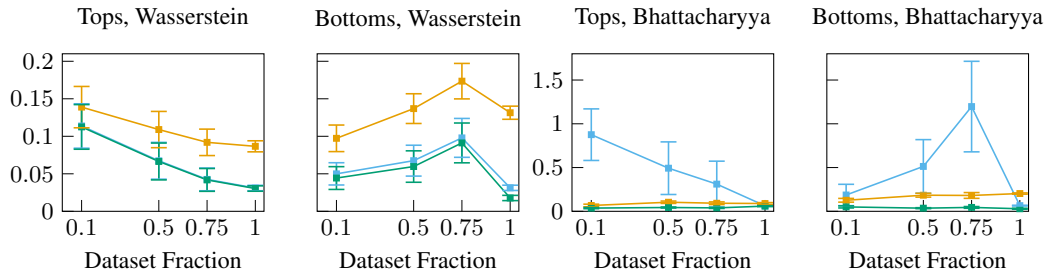 Tops, Wasserstein
Bottoms, Wasserstein
Tops, Bhattacharyya
Bottoms, Bhattacharyya
0.2
0.15
0.1
0.05
0
0.1 0.5 0.75 1
Dataset Fraction
0.1 0.5 0.75 1
Dataset Fraction
1.5
1
0.5
0
0.1 0.5 0.75 1
Dataset Fraction
0.1 0.5 0.75 1
Dataset Fraction